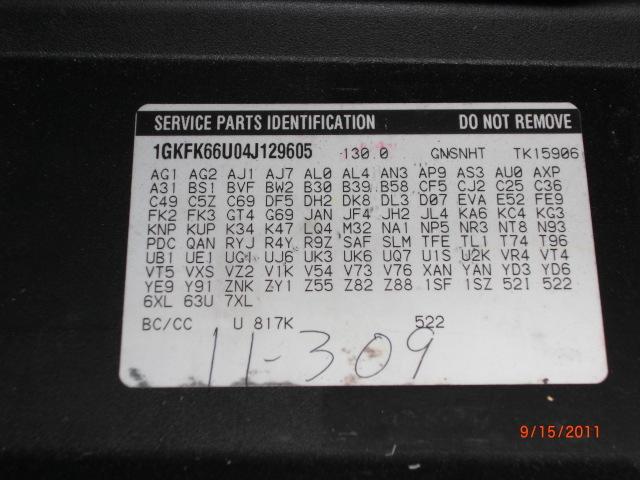 SERVICE PARTS IDENTIFICATION DO NOT REMOVE
1GKFK66U04J129605 130.0 GNSNHT TK15906
AG1 AG2 AJ1 AJ7 AL0 AL4 AN3 AP9 AS3 AU0 AXP
A31 BS1 BVF BW2 B30 B39 B58 CF5 CJ2 C25 C36
C49 C5Z C69 DF5 DH2 DK8 DL3 D07 EVA E52 FE9
FK2 FK3 GT4 G69 JAN JF4 JH2 JL4 KA6 KC4 KG3
KNP KUP K34 K47 LQ4 M32 NA1 NP5 NR3 NT8 N93
PDC QAN RYJ R4Y R9Z SAF SLM TFE TL1 T74 T96
UB1 UE1 UG1 UJ6 UK3 UK6 UQ7 U1S U2K VR4 VT4
VT5 VXS VZ2 V1K V54 V73 V76 XAN YAN YD3 YD6
YE9 Y91 ZNK ZY1 Z55 Z82 Z88 1SF 1SZ 521 522
6XL 63U 7XL
BC/CC U 817K 522
11-309
9/15/2011